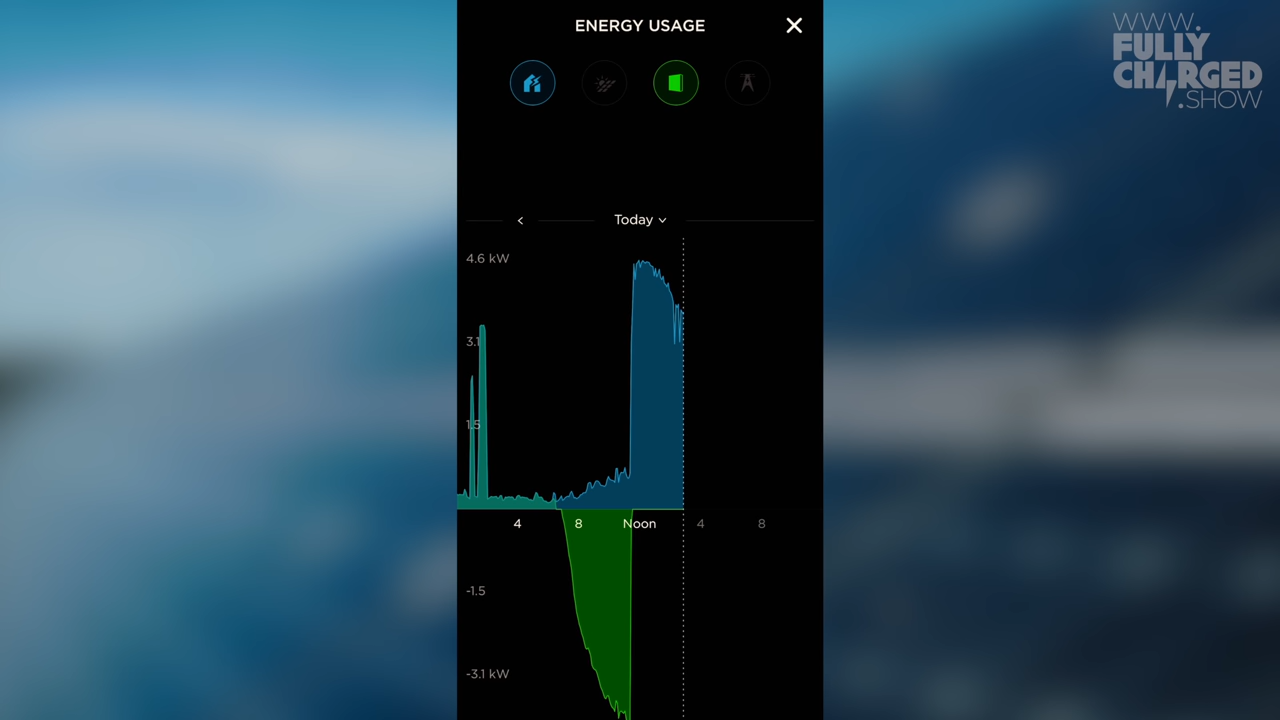 ENERGY USAGE
WWW.
FULLY
CHARGED
.SHOW
Today
4.6 kW
3.1
1.5
4
8
Noon
4
8
-1.5
-3.1 kW